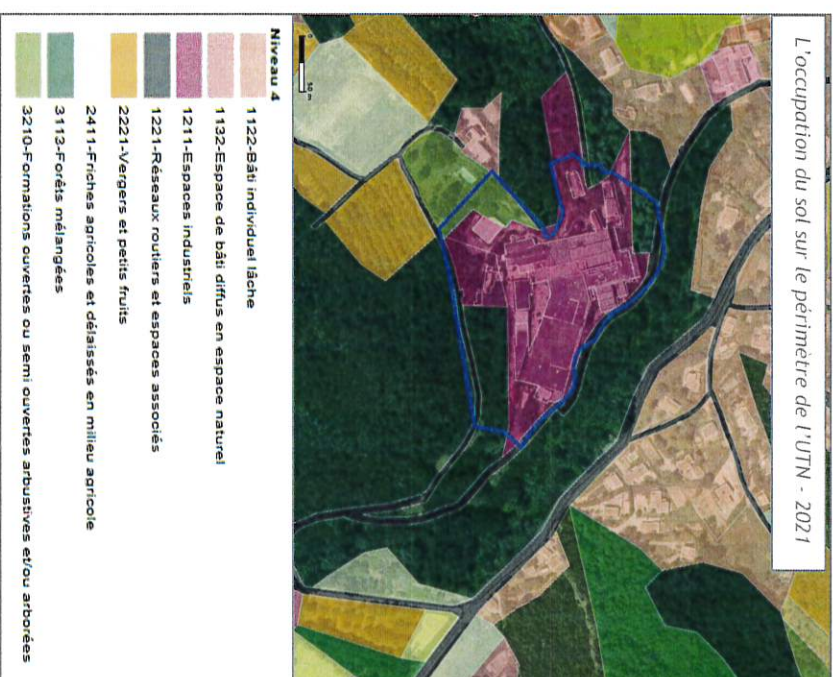 L'occupation du sol sur le périmètre de l'UTN - 2021
0 50 m
Niveau 4
1122-Bâti individuel lâche
1132-Espace de bâti diffus en espace naturel
1211-Espaces industriels
1221-Réseaux routiers et espaces associés
2221-Vergers et petits fruits
2411-Friches agricoles et délaissés en milieu agricole
3113-Forêts mélangées
3210-Formations ouvertes ou semi ouvertes arbustives et/ou arborées